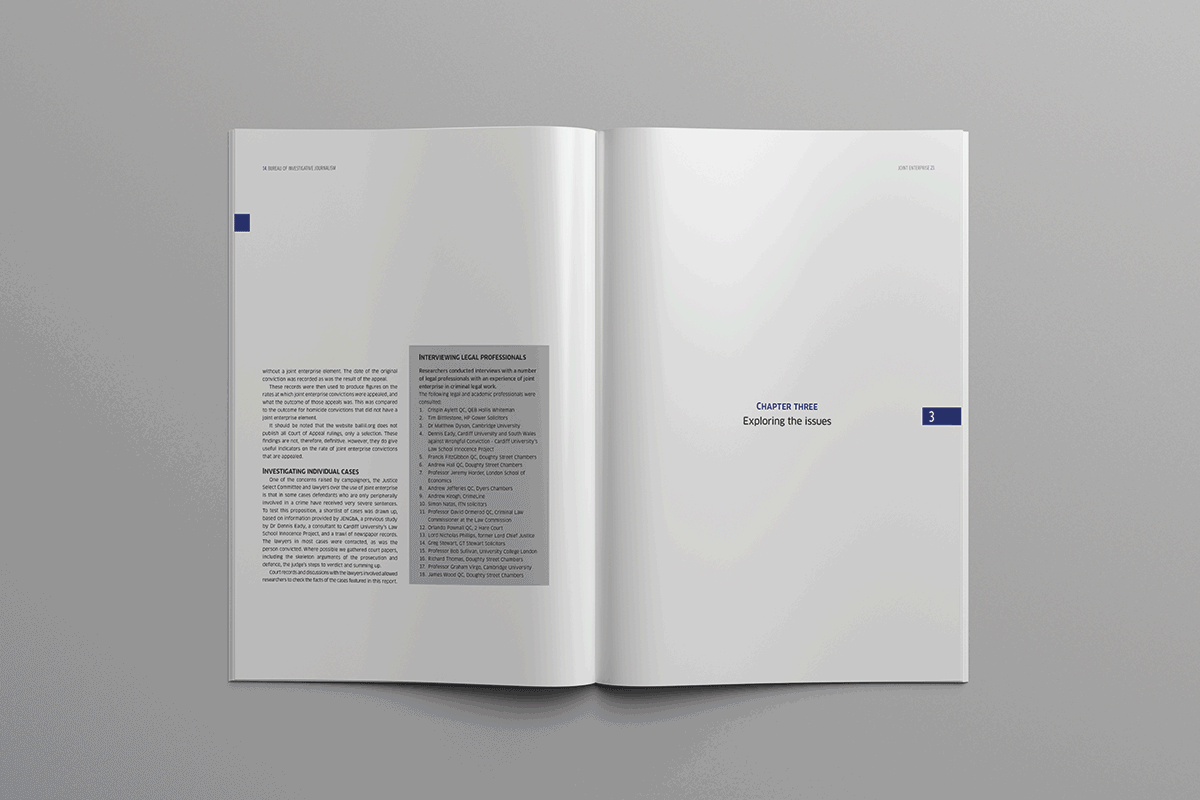 14 BUREAU OF INVESTIGATIVE JOURNALISM
without a joint enterprise element. The date of the original
conviction was recorded as was the result of the appeal.
These records were then used to produce figures on the
rates at which joint enterprise convictions were appealed, and
what the outcome of those appeals was. This was compared
to the outcome for homicide convictions that did not have a
joint enterprise element.
It should be noted that the website bailii.org does not
publish all Court of Appeal rulings, only a selection. These
findings are not, therefore, definitive. However, they do give
useful indicators on the rate of joint enterprise convictions
that are appealed.
INVESTIGATING INDIVIDUAL CASES
One of the concerns raised by campaigners, the Justice
Select Committee and lawyers over the use of joint enterprise
is that in some cases defendants who are only peripherally
involved in a crime have received very severe sentences.
To test this proposition, a shortlist of cases was drawn up,
based on information provided by JENGbA, a previous study
by Dr Dennis Eady, a consultant to Cardiff University's Law
School Innocence Project, and a trawl of newspaper records.
The lawyers in most cases were contacted, as was the
person convicted. Where possible we gathered court papers,
including the skeleton arguments of the prosecution and
defence, the judge's steps to verdict and summing up.
Court records and discussions with the lawyers involved allowed
researchers to check the facts of the cases featured in this report.
INTERVIEWING LEGAL PROFESSIONALS
Researchers conducted interviews with a number
of legal professionals with an experience of joint
enterprise in criminal legal work.
The following legal and academic professionals were
consulted:
1. Crispin Aylett QC, QEB Hollis Whiteman
2. Tim Bittlestone, HP Gower Solicitors
3. Dr Matthew Dyson, Cambridge University
4. Dennis Eady, Cardiff University and South Wales
against Wrongful Conviction - Cardiff University's
Law School Innocence Project
5. Francis FitzGibbon QC, Doughty Street Chambers
6. Andrew Hall QC, Doughty Street Chambers
7. Professor Jeremy Horder, London School of
Economics
8. Andrew Jefferies QC, Dyers Chambers
9. Andrew Keogh, CrimeLine
10. Simon Natas, ITN solicitors
11. Professor David Ormerod QC, Criminal Law
Commissioner at the Law Commission
12. Orlando Pownall QC, 2 Hare Court
13. Lord Nicholas Phillips, former Lord Chief Justice
14. Greg Stewart, GT Stewart Solicitors
15. Professor Bob Sullivan, University College London
16. Richard Thomas, Doughty Street Chambers
17. Professor Graham Virgo, Cambridge University
18. James Wood QC, Doughty Street Chambers
JOINT ENTERPRISE
CHAPTER THREE
Exploring the issues
3